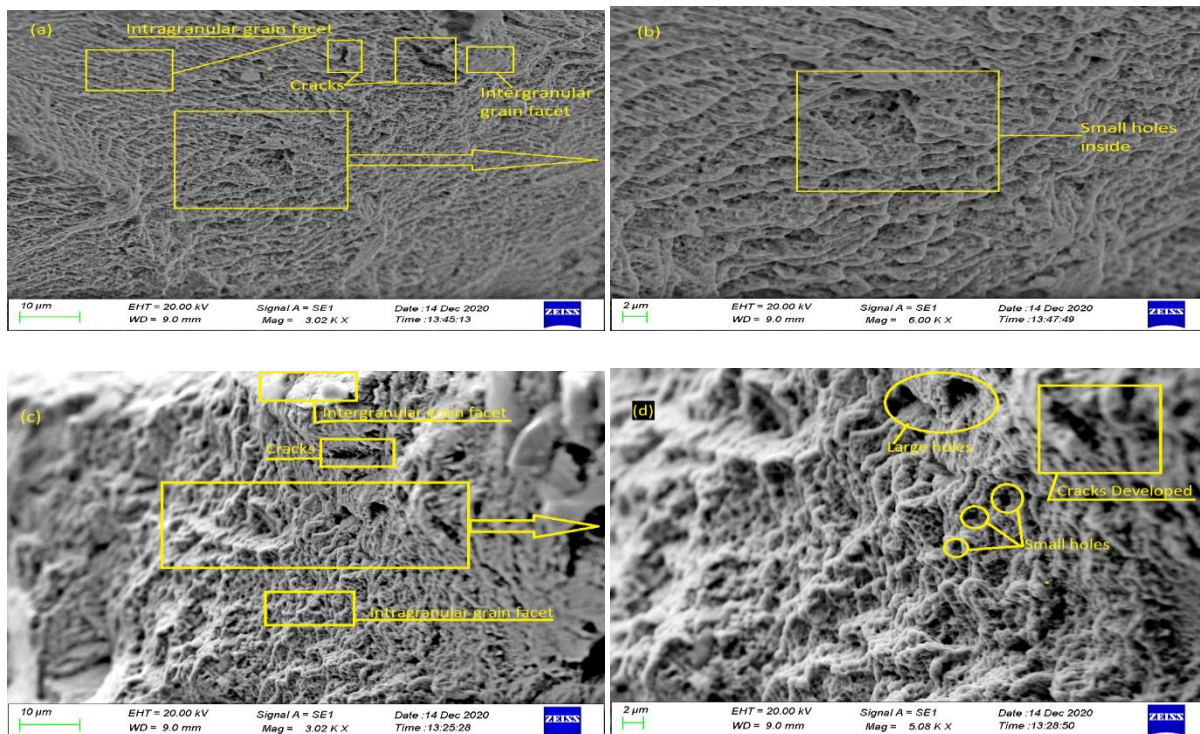 (a)
Intragranular grain facet
Cracks
Intergranular
grain facet
10 µm
EHT = 20.00 kV
Signal A = SE1
Date :14 Dec 2020
WD = 9.0 mm
Mag = 3.02 K X
Time :13:45:13
ZEISS
(b)
Small holes
inside
2 µm
EHT = 20.00 kV
Signal A = SE1
Date :14 Dec 2020
WD = 9.0 mm
Mag = 6.00 K X
Time :13:47:49
ZEISS
(c)
Intergranular grain facet
Cracks
Intragranular grain facet
10 µm
EHT = 20.00 kV
Signal A = SE1
Date :14 Dec 2020
WD = 9.0 mm
Mag = 3.02 K X
Time :13:25:28
ZEISS
(d)
Large holes
Cracks Developed
Small holes
2 µm
EHT = 20.00 kV
Signal A = SE1
Date :14 Dec 2020
WD = 9.0 mm
Mag = 5.08 K X
Time :13:28:50
ZEISS